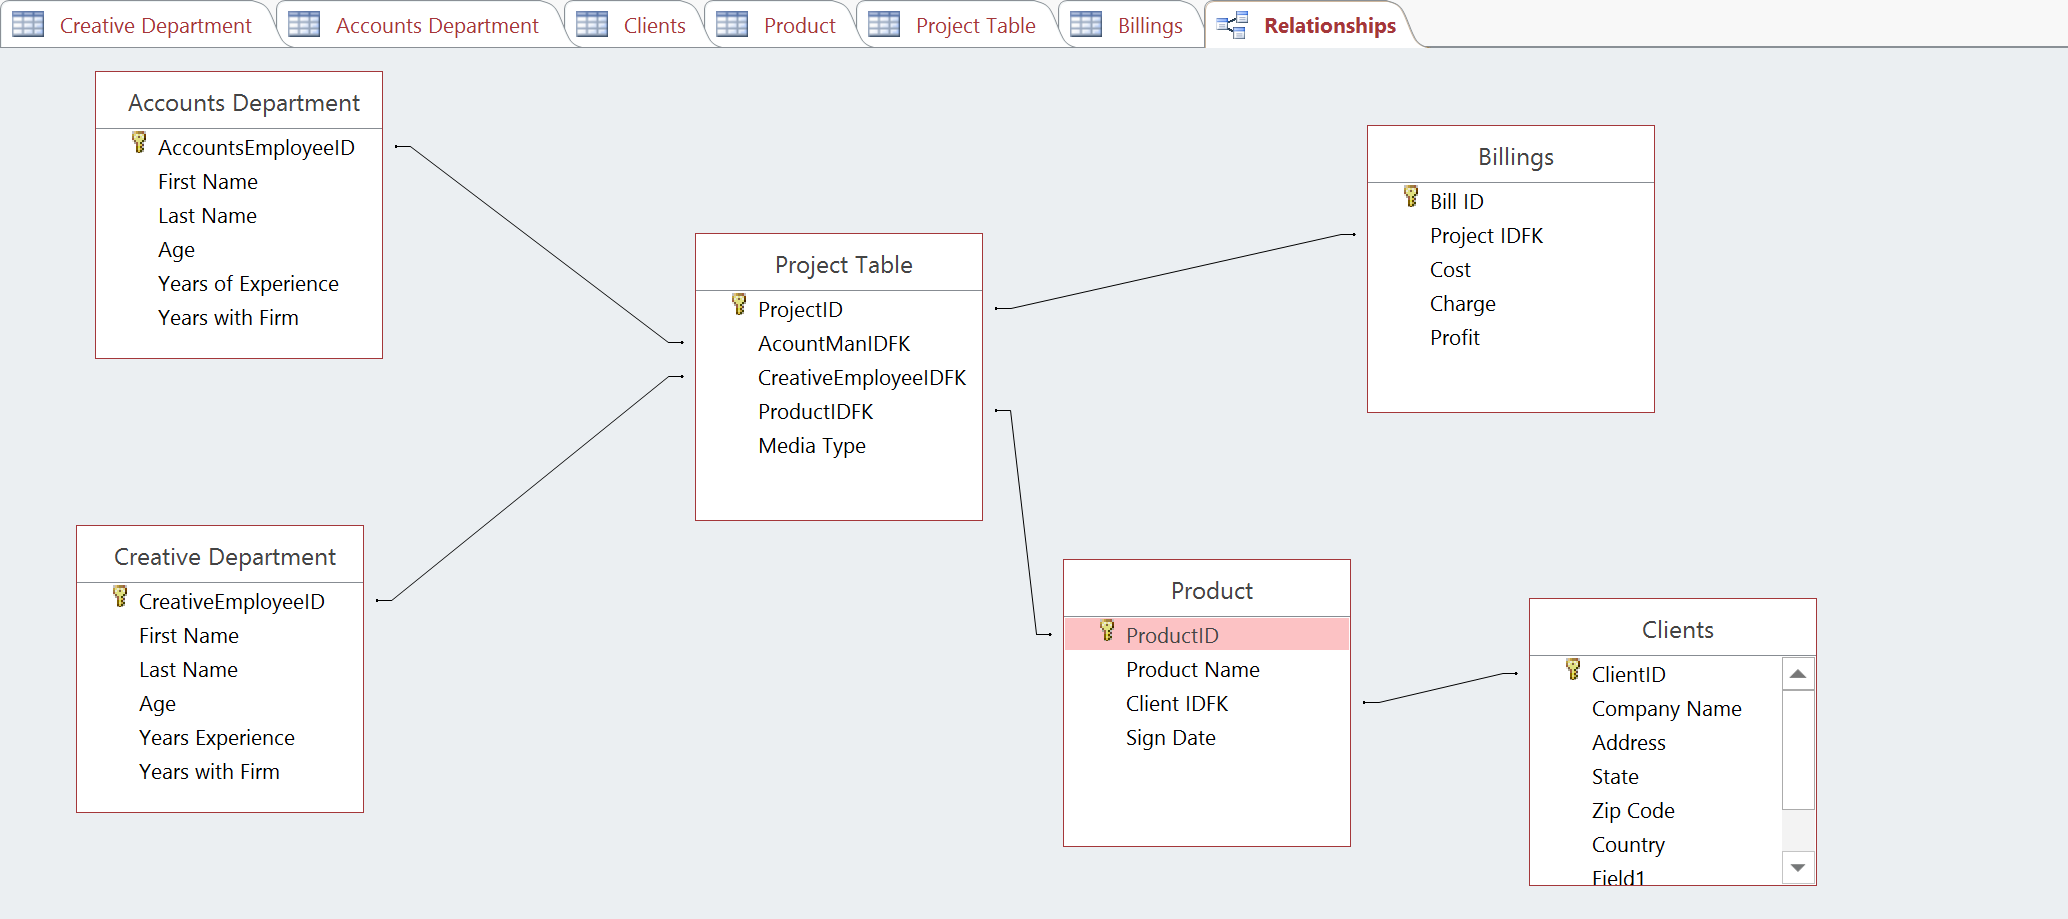 Creative Department
Accounts Department
Clients
Product
Project Table
Billings
Relationships
Accounts Department
AccountsEmployeeID
First Name
Last Name
Age
Years of Experience
Years with Firm
Creative Department
CreativeEmployeeID
First Name
Last Name
Age
Years Experience
Years with Firm
Project Table
ProjectID
AcountManIDFK
CreativeEmployeeIDFK
ProductIDFK
Media Type
Billings
Bill ID
Project IDFK
Cost
Charge
Profit
Product
ProductID
Product Name
Client IDFK
Sign Date
Clients
ClientID
Company Name
Address
State
Zip Code
Country
Field1